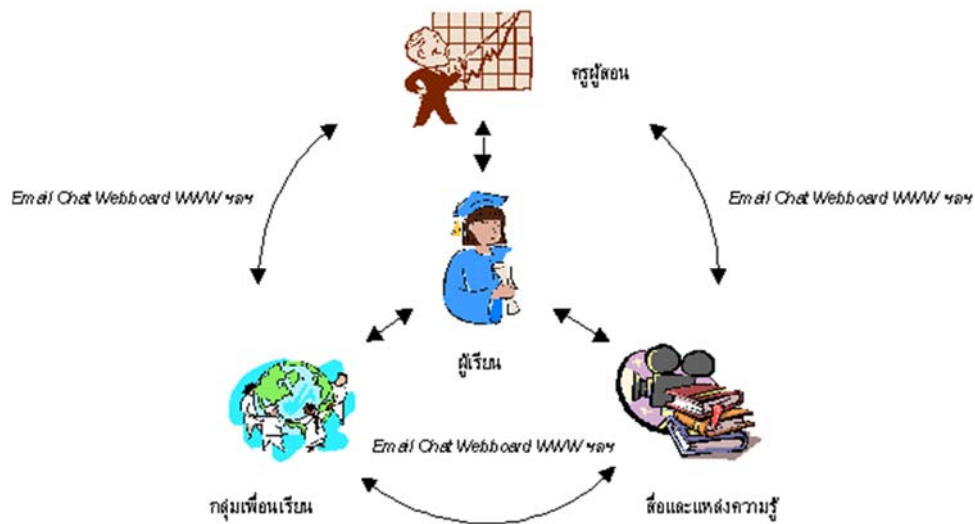 ครูผู้สอน
Email Chat Webboard WWW ฯลฯ
Email Chat Webboard WWW ฯลฯ
ผู้เรียน
Email Chat Webboard WWW ฯลฯ
กลุ่มเพื่อนเรียน
สื่อและแหล่งความรู้